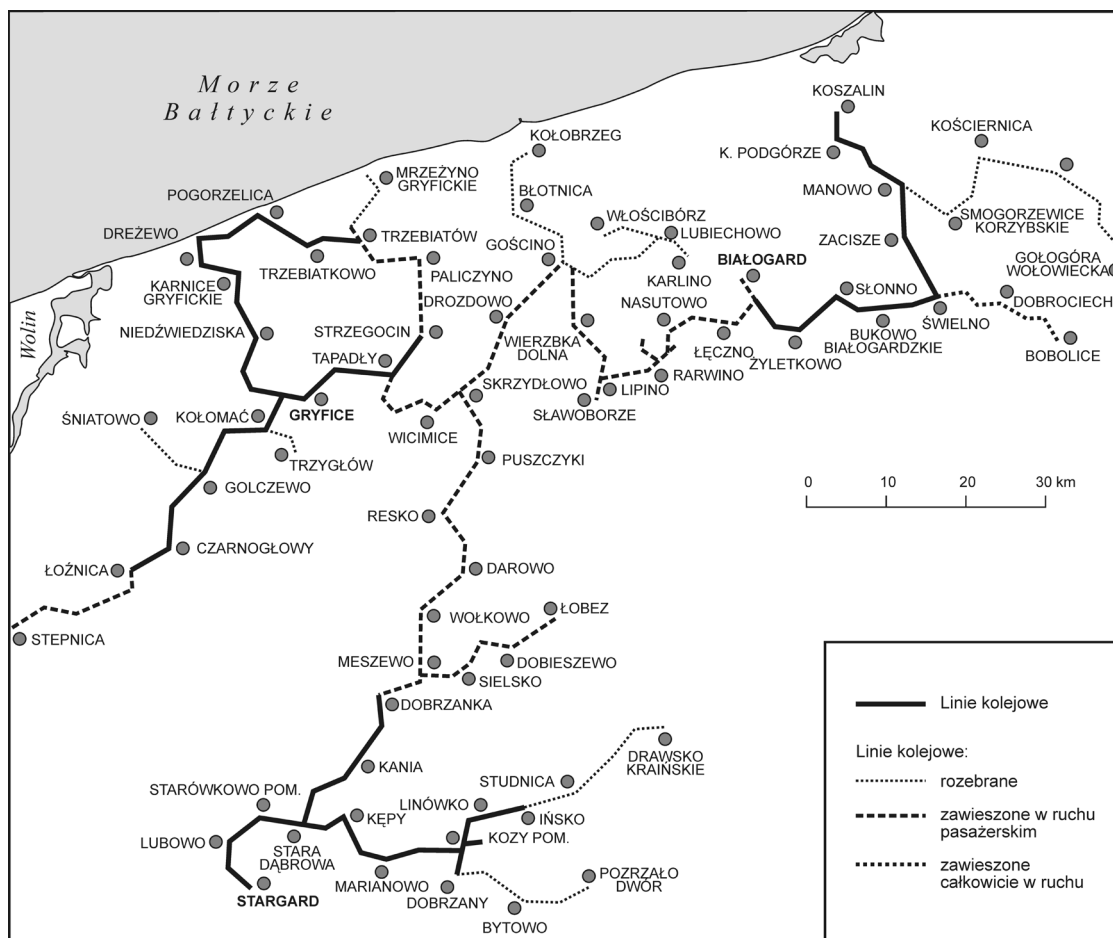 Morze
Bałtyckie
KOSZALIN
KOŚCIERNICA
KOŁOBRZEG
K. PODGÓRZE
MRZEŻYNO
GRYFICKIE
POGORZELICA
BŁOTNICA
MANOWO
WŁOŚCIBÓRZ
SMOGORZEWICE
KORZYBSKIE
DREŻEWO
TRZEBIATÓW
LUBIECHOWO
GOŚCINO
ZACISZE
BIAŁOGARD
TRZEBIATKOWO
PALICZYNO
KARLINO
GOŁOGÓRA
WOŁOWIECKA
KARNICE
GRYFICKIE
SŁONNO
DROZDOWO
NASUTOWO
DOBROCIECH
Wolin
NIEDŹWIEDZISKA
STRZEGOCIN
ŚWIELNO
BUKOWO
BIAŁOGARDZKIE
WIERZBKA
DOLNA
ŁĘCZNO
ŻYLETKOWO
BOBOLICE
TAPADŁY
SKRZYDŁOWO
RARWINO
LIPINO
SŁAWOBORZE
GRYFICE
ŚNIATOWO
KOŁOMAĆ
WICIMICE
TRZYGŁÓW
PUSZCZYKI
GOLCZEWO
0 10 20 30 km
RESKO
CZARNOGŁOWY
ŁOŹNICA
DAROWO
WOŁKOWO
ŁOBEZ
STEPNICA
MESZEWO
DOBIESZEWO
SIELSKO
DOBRZANKA
Linie kolejowe
DRAWSKO
KRAIŃSKIE
Linie kolejowe:
KANIA
STUDNICA
rozebrane
STARÓWKOWO POM.
LINÓWKO
KĘPY
IŃSKO
zawieszone w ruchu
pasażerskim
LUBOWO
STARA
DĄBROWA
KOZY POM.
zawieszone
całkowicie w ruchu
MARIANOWO
POZRZAŁO
DWÓR
STARGARD
DOBRZANY
BYTOWO